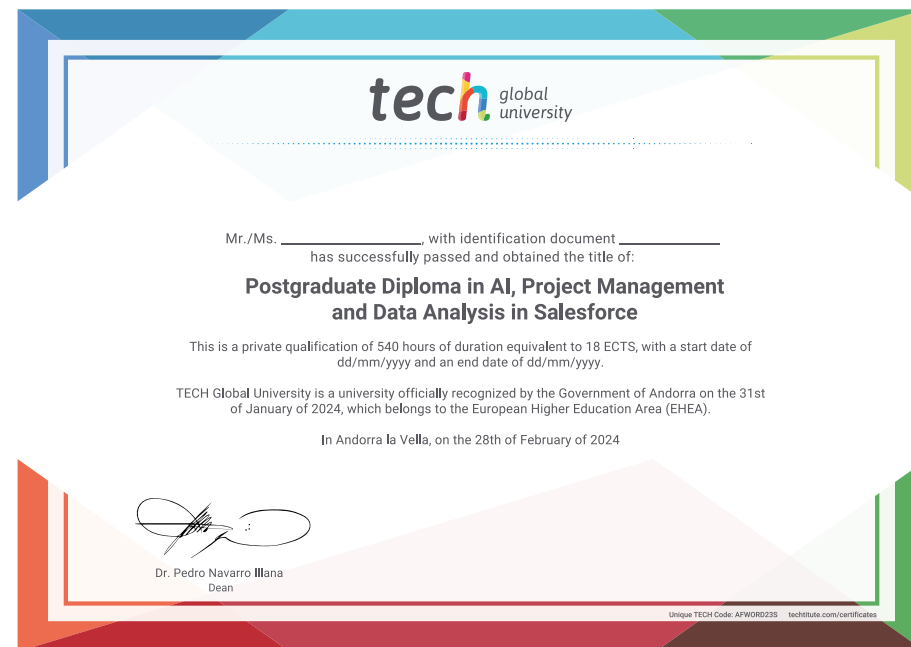 tech global university
Mr./Ms. ____________________, with identification document ______________
has successfully passed and obtained the title of:
Postgraduate Diploma in AI, Project Management
and Data Analysis in Salesforce
This is a private qualification of 540 hours of duration equivalent to 18 ECTS, with a start date of
dd/mm/yyyy and an end date of dd/mm/yyyy.
TECH Global University is a university officially recognized by the Government of Andorra on the 31st
of January of 2024, which belongs to the European Higher Education Area (EHEA).
In Andorra la Vella, on the 28th of February of 2024
Dr. Pedro Navarro Illana
Dean
Unique TECH Code: AFWORD23S techtitute.com/certificates